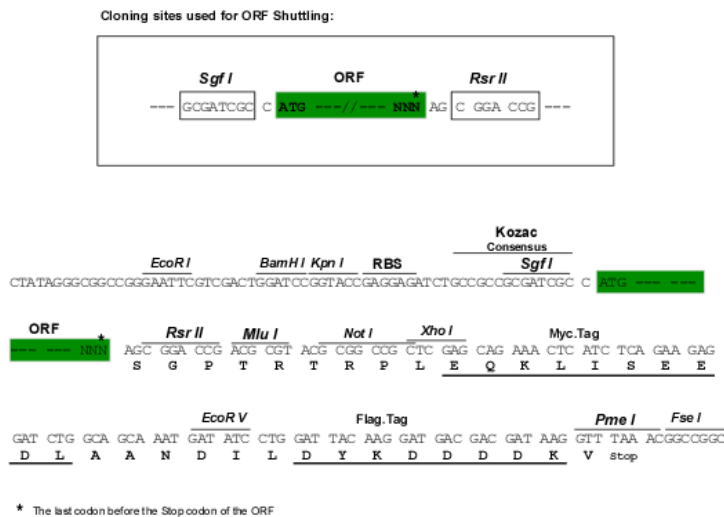 Cloning sites used for ORF Shuttling:
Sgf I ORF Rsr II
--- GCGATCGC C ATG ---//--- NNN* AG C GGA CCG ---
Kozac
Consensus
EcoR I BamH I Kpn I RBS Sgf I
CTATAGGGCGGCCGGGAATTCGTCGACTGGATCCGGTACCGAGGAGATCTGCCGCCGCGATCGC C ATG --- ---
ORF Rsr II Mlu I Not I Xho I Myc.Tag
--- --- NNN* AGC GGA CCG ACG CGT ACG CGG CCG CTC GAG CAG AAA CTC ATC TCA GAA GAG
S G P T R T R P L E Q K L I S E E
EcoR V Flag.Tag Pme I Fse I
GAT CTG GCA GCA AAT GAT ATC CTG GAT TAC AAG GAT GAC GAC GAT AAG GTT TAA ACGGCCGGC
D L A A N D I L D Y K D D D D K V Stop
* The last codon before the Stop codon of the ORF